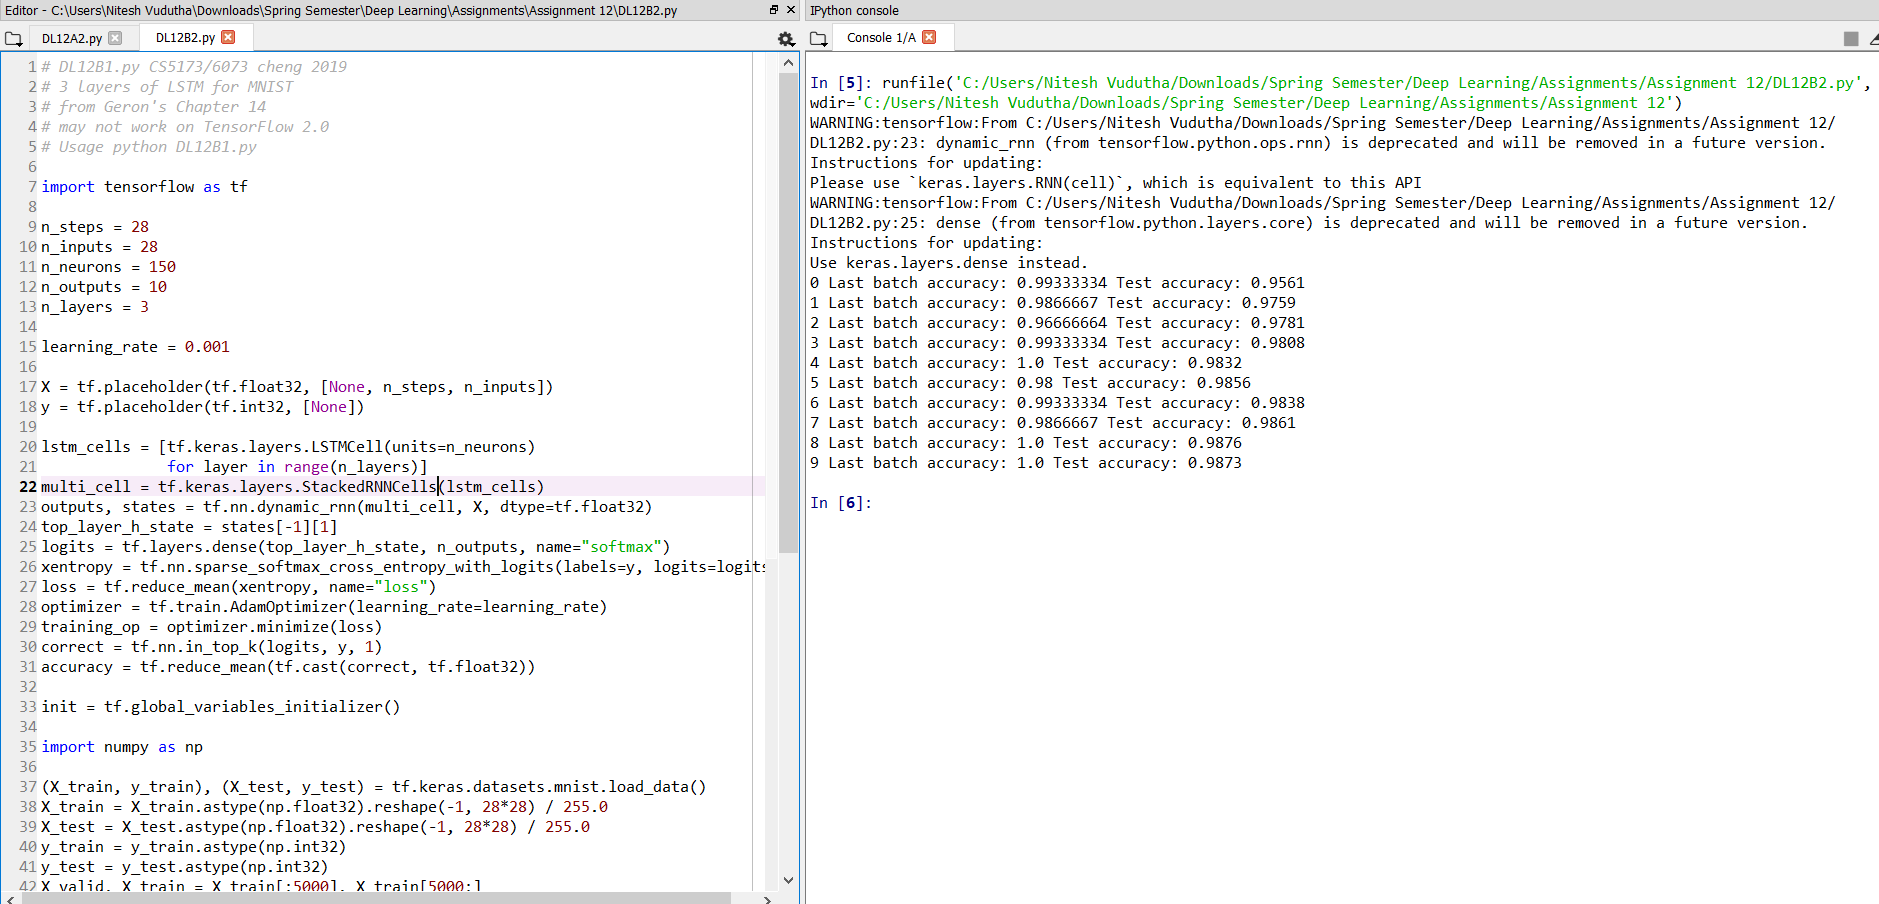 Editor - C:\Users\Nitesh Vudutha\Downloads\Spring Semester\Deep Learning\Assignments\Assignment 12\DL12B2.py
DL12A2.py
DL12B2.py
1 # DL12B1.py CS5173/6073 cheng 2019
2 # 3 layers of LSTM for MNIST
3 # from Geron's Chapter 14
4 # may not work on TensorFlow 2.0
5 # Usage python DL12B1.py
6
7 import tensorflow as tf
8
9 n_steps = 28
10 n_inputs = 28
11 n_neurons = 150
12 n_outputs = 10
13 n_layers = 3
14
15 learning_rate = 0.001
16
17 X = tf.placeholder(tf.float32, [None, n_steps, n_inputs])
18 y = tf.placeholder(tf.int32, [None])
19
20 lstm_cells = [tf.keras.layers.LSTMCell(units=n_neurons)
21               for layer in range(n_layers)]
22 multi_cell = tf.keras.layers.StackedRNNCells(lstm_cells)
23 outputs, states = tf.nn.dynamic_rnn(multi_cell, X, dtype=tf.float32)
24 top_layer_h_state = states[-1][1]
25 logits = tf.layers.dense(top_layer_h_state, n_outputs, name="softmax")
26 xentropy = tf.nn.sparse_softmax_cross_entropy_with_logits(labels=y, logits=logits
27 loss = tf.reduce_mean(xentropy, name="loss")
28 optimizer = tf.train.AdamOptimizer(learning_rate=learning_rate)
29 training_op = optimizer.minimize(loss)
30 correct = tf.nn.in_top_k(logits, y, 1)
31 accuracy = tf.reduce_mean(tf.cast(correct, tf.float32))
32
33 init = tf.global_variables_initializer()
34
35 import numpy as np
36
37 (X_train, y_train), (X_test, y_test) = tf.keras.datasets.mnist.load_data()
38 X_train = X_train.astype(np.float32).reshape(-1, 28*28) / 255.0
39 X_test = X_test.astype(np.float32).reshape(-1, 28*28) / 255.0
40 y_train = y_train.astype(np.int32)
41 y_test = y_test.astype(np.int32)
42 X_valid, X_train = X_train[:5000], X_train[5000:]
IPython console
Console 1/A
In [5]: runfile('C:/Users/Nitesh Vudutha/Downloads/Spring Semester/Deep Learning/Assignments/Assignment 12/DL12B2.py',
wdir='C:/Users/Nitesh Vudutha/Downloads/Spring Semester/Deep Learning/Assignments/Assignment 12')
WARNING:tensorflow:From C:/Users/Nitesh Vudutha/Downloads/Spring Semester/Deep Learning/Assignments/Assignment 12/
DL12B2.py:23: dynamic_rnn (from tensorflow.python.ops.rnn) is deprecated and will be removed in a future version.
Instructions for updating:
Please use `keras.layers.RNN(cell)`, which is equivalent to this API
WARNING:tensorflow:From C:/Users/Nitesh Vudutha/Downloads/Spring Semester/Deep Learning/Assignments/Assignment 12/
DL12B2.py:25: dense (from tensorflow.python.layers.core) is deprecated and will be removed in a future version.
Instructions for updating:
Use keras.layers.dense instead.
0 Last batch accuracy: 0.99333334 Test accuracy: 0.9561
1 Last batch accuracy: 0.9866667 Test accuracy: 0.9759
2 Last batch accuracy: 0.96666664 Test accuracy: 0.9781
3 Last batch accuracy: 0.99333334 Test accuracy: 0.9808
4 Last batch accuracy: 1.0 Test accuracy: 0.9832
5 Last batch accuracy: 0.98 Test accuracy: 0.9856
6 Last batch accuracy: 0.99333334 Test accuracy: 0.9838
7 Last batch accuracy: 0.9866667 Test accuracy: 0.9861
8 Last batch accuracy: 1.0 Test accuracy: 0.9876
9 Last batch accuracy: 1.0 Test accuracy: 0.9873
In [6]: